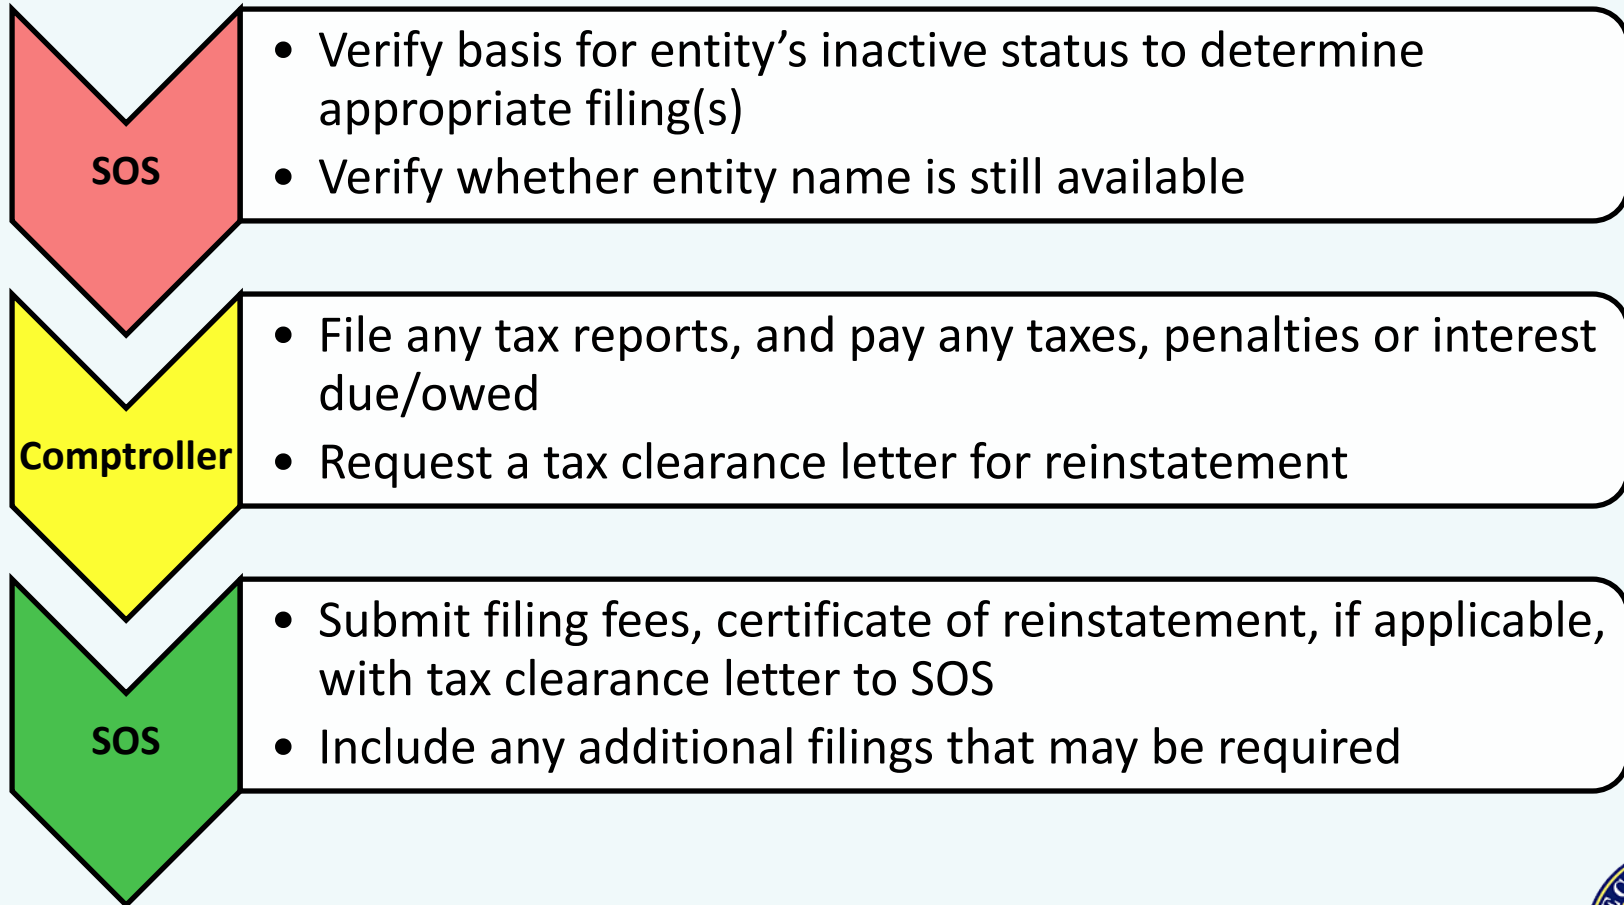 SOS
• Verify basis for entity’s inactive status to determine
appropriate filing(s)
• Verify whether entity name is still available
Comptroller
• File any tax reports, and pay any taxes, penalties or interest
due/owed
• Request a tax clearance letter for reinstatement
SOS
• Submit filing fees, certificate of reinstatement, if applicable,
with tax clearance letter to SOS
• Include any additional filings that may be required